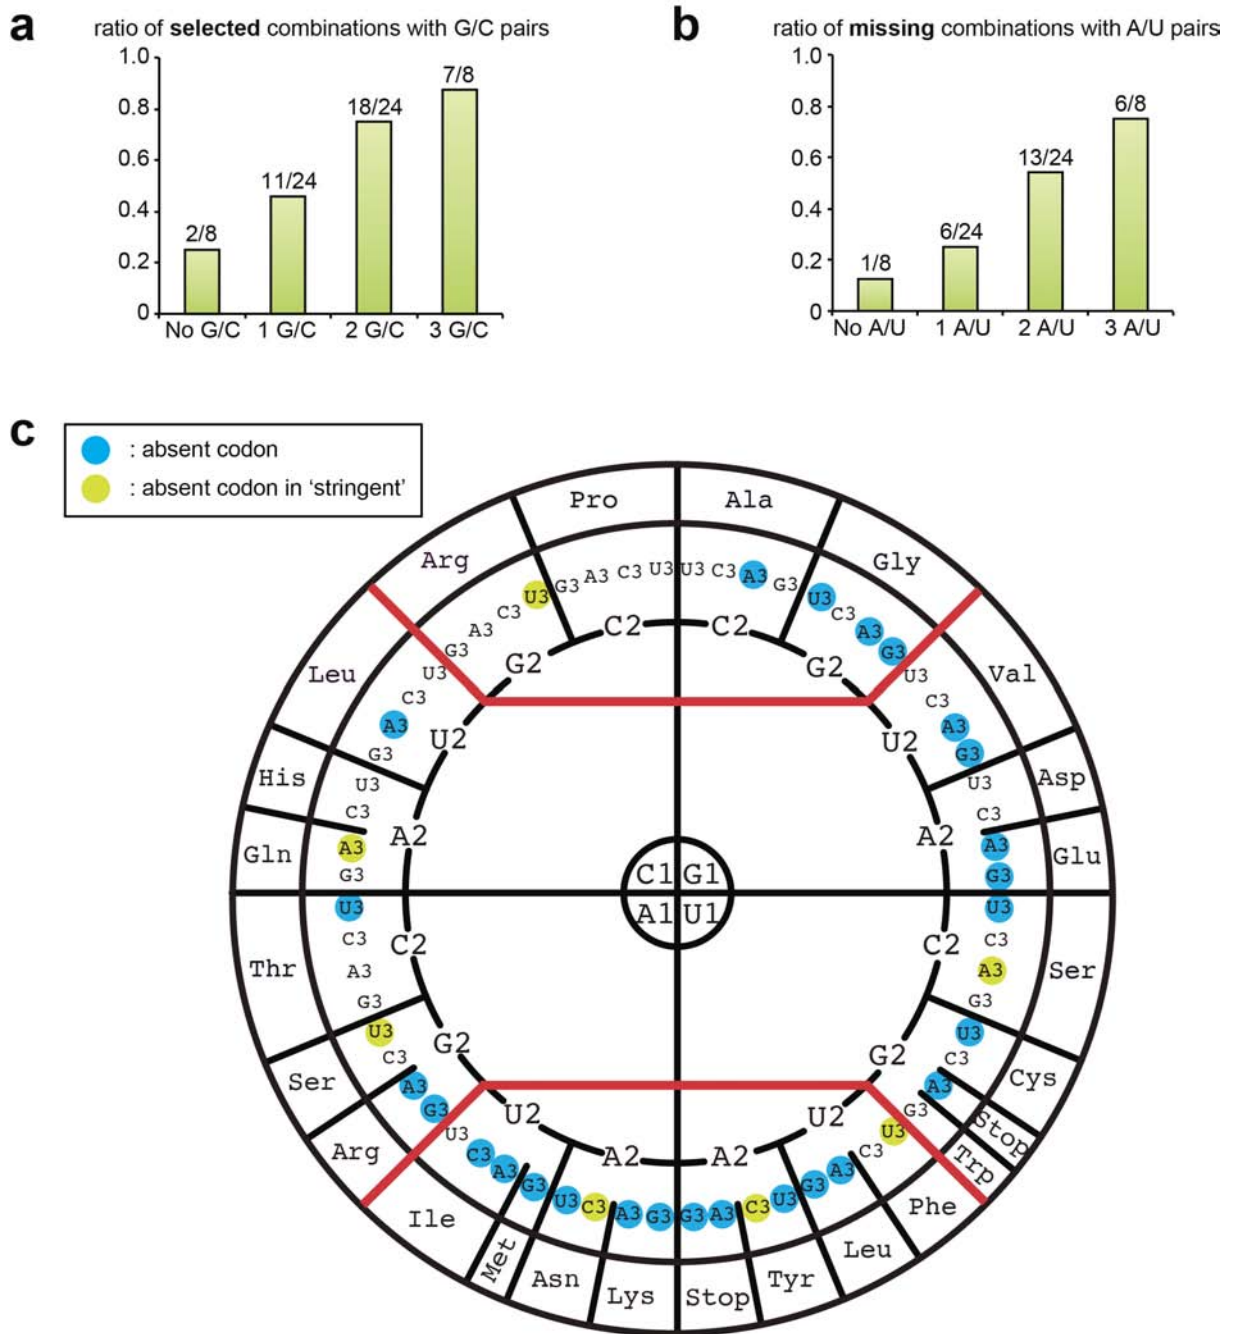 a
ratio of selected combinations with G/C pairs
1.0
0.8
0.6
0.4
0.2
0
2/8
11/24
18/24
7/8
No G/C
1 G/C
2 G/C
3 G/C
b
ratio of missing combinations with A/U pairs
1.0
0.8
0.6
0.4
0.2
0
1/8
6/24
13/24
6/8
No A/U
1 A/U
2 A/U
3 A/U
c
: absent codon
: absent codon in ‘stringent’
Pro
Ala
Gly
Val
Asp
Glu
Ser
Cys
Stop
Trp
Phe
Leu
Tyr
Stop
Lys
Asn
Met
Ile
Arg
Ser
Thr
Gln
His
Leu
Arg
U3
C3
A3
G3
U3
C3
A3
G3
U3
C3
A3
G3
U3
C3
A3
G3
U3
C3
A3
G3
U3
C3
A3
G3
U3
C3
A3
G3
U3
C3
A3
G3
G3
A3
C3
U3
G3
A3
C3
U3
G3
A3
C3
U3
G3
A3
C3
U3
G3
A3
C3
U3
G3
A3
C3
U3
G3
A3
C3
U3
G3
A3
C3
U3
C2
G2
U2
A2
C2
G2
U2
A2
A2
U2
G2
C2
A2
U2
G2
C2
C1
G1
A1
U1